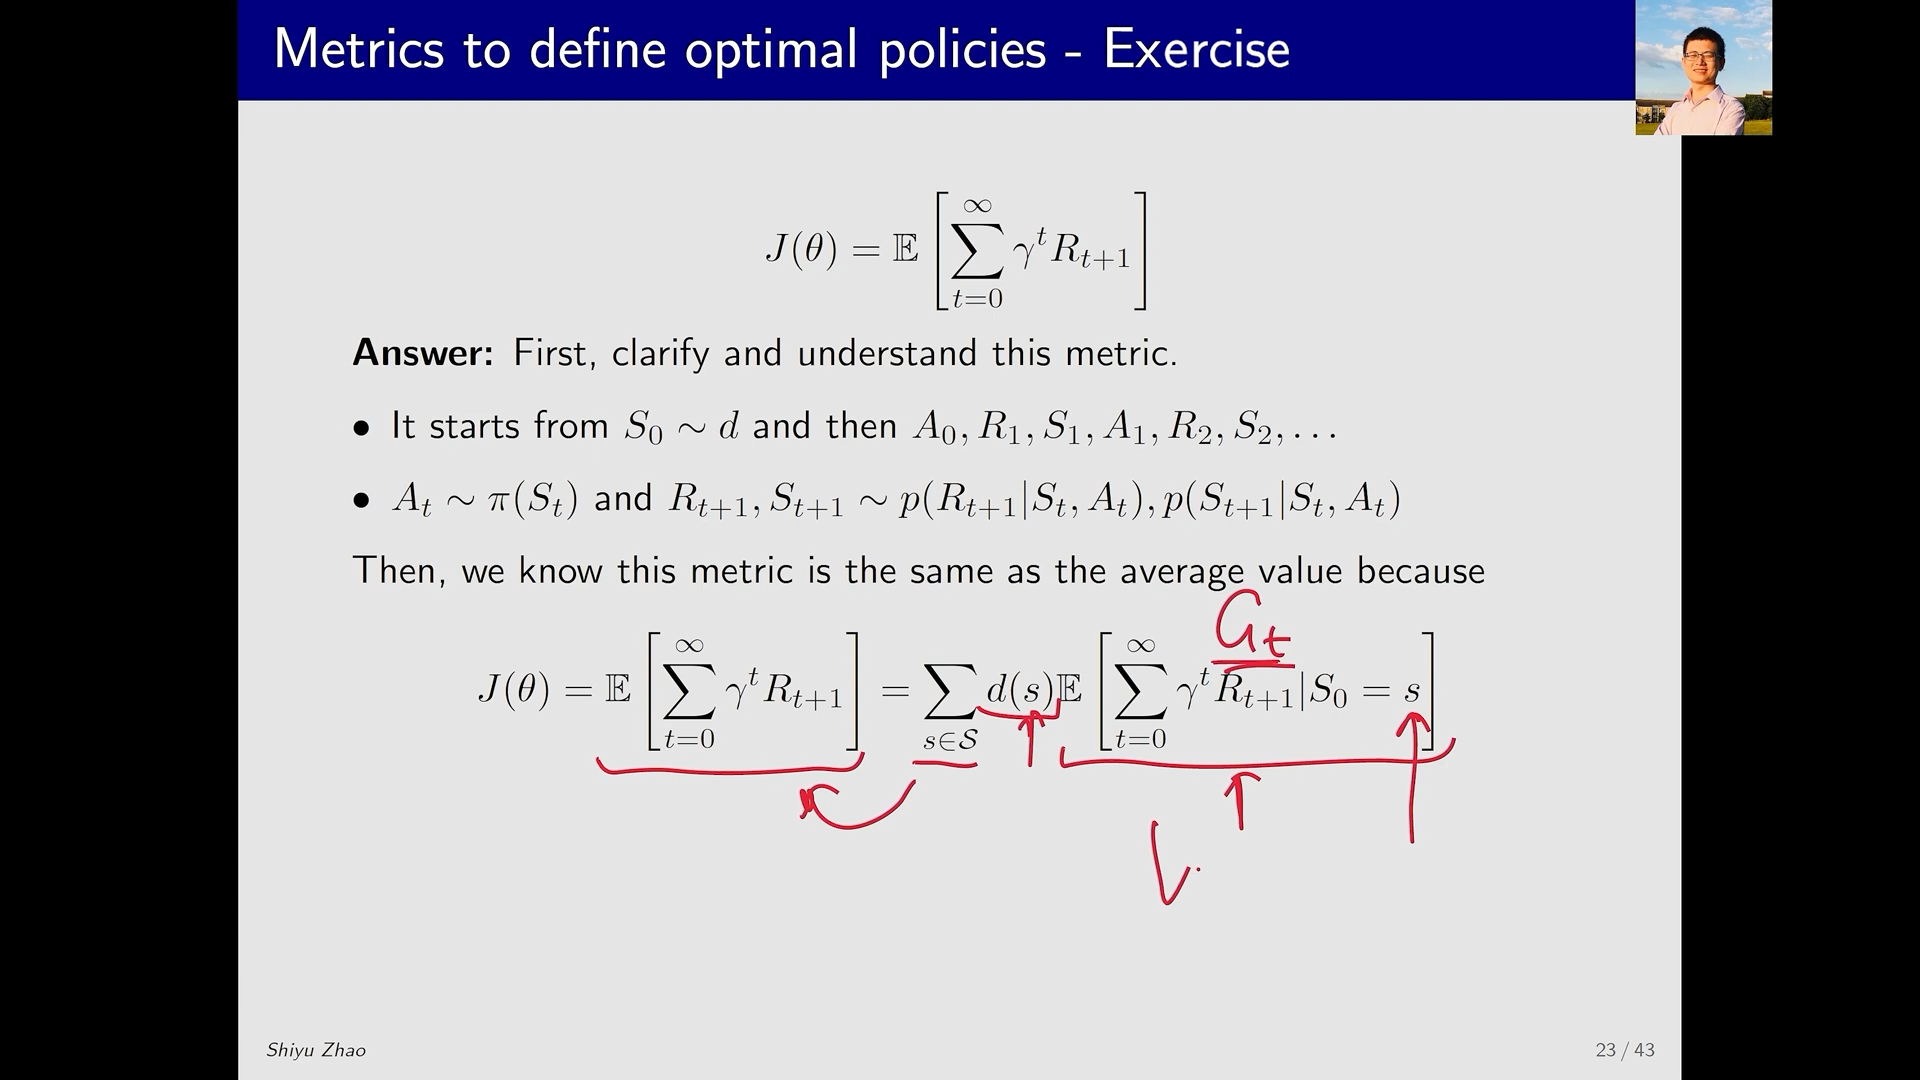 Metrics to define optimal policies - Exercise
J(θ) = 𝔼 [ ∑_{t=0}^{∞} γ^t R_{t+1} ]
Answer: First, clarify and understand this metric.
• It starts from S_0 ∼ d and then A_0, R_1, S_1, A_1, R_2, S_2, . . .
• A_t ∼ π(S_t) and R_{t+1}, S_{t+1} ∼ p(R_{t+1}|S_t, A_t), p(S_{t+1}|S_t, A_t)
Then, we know this metric is the same as the average value because
G_t
J(θ) = 𝔼 [ ∑_{t=0}^{∞} γ^t R_{t+1} ] = ∑_{s∈𝒮} d(s)𝔼 [ ∑_{t=0}^{∞} γ^t R_{t+1}|S_0 = s ]
Shiyu Zhao
23 / 43